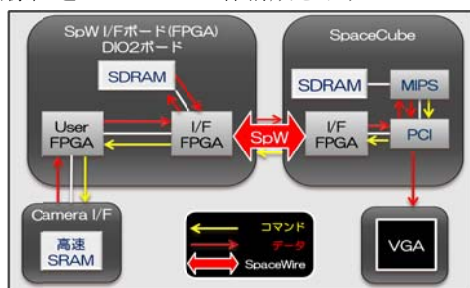 SpW I/Fボード(FPGA)
DIO2ボード
SDRAM
User
FPGA
I/F
FPGA
SpW
SpaceCube
SDRAM
MIPS
I/F
FPGA
PCI
Camera I/F
高速
SRAM
コマンド
データ
SpaceWire
VGA